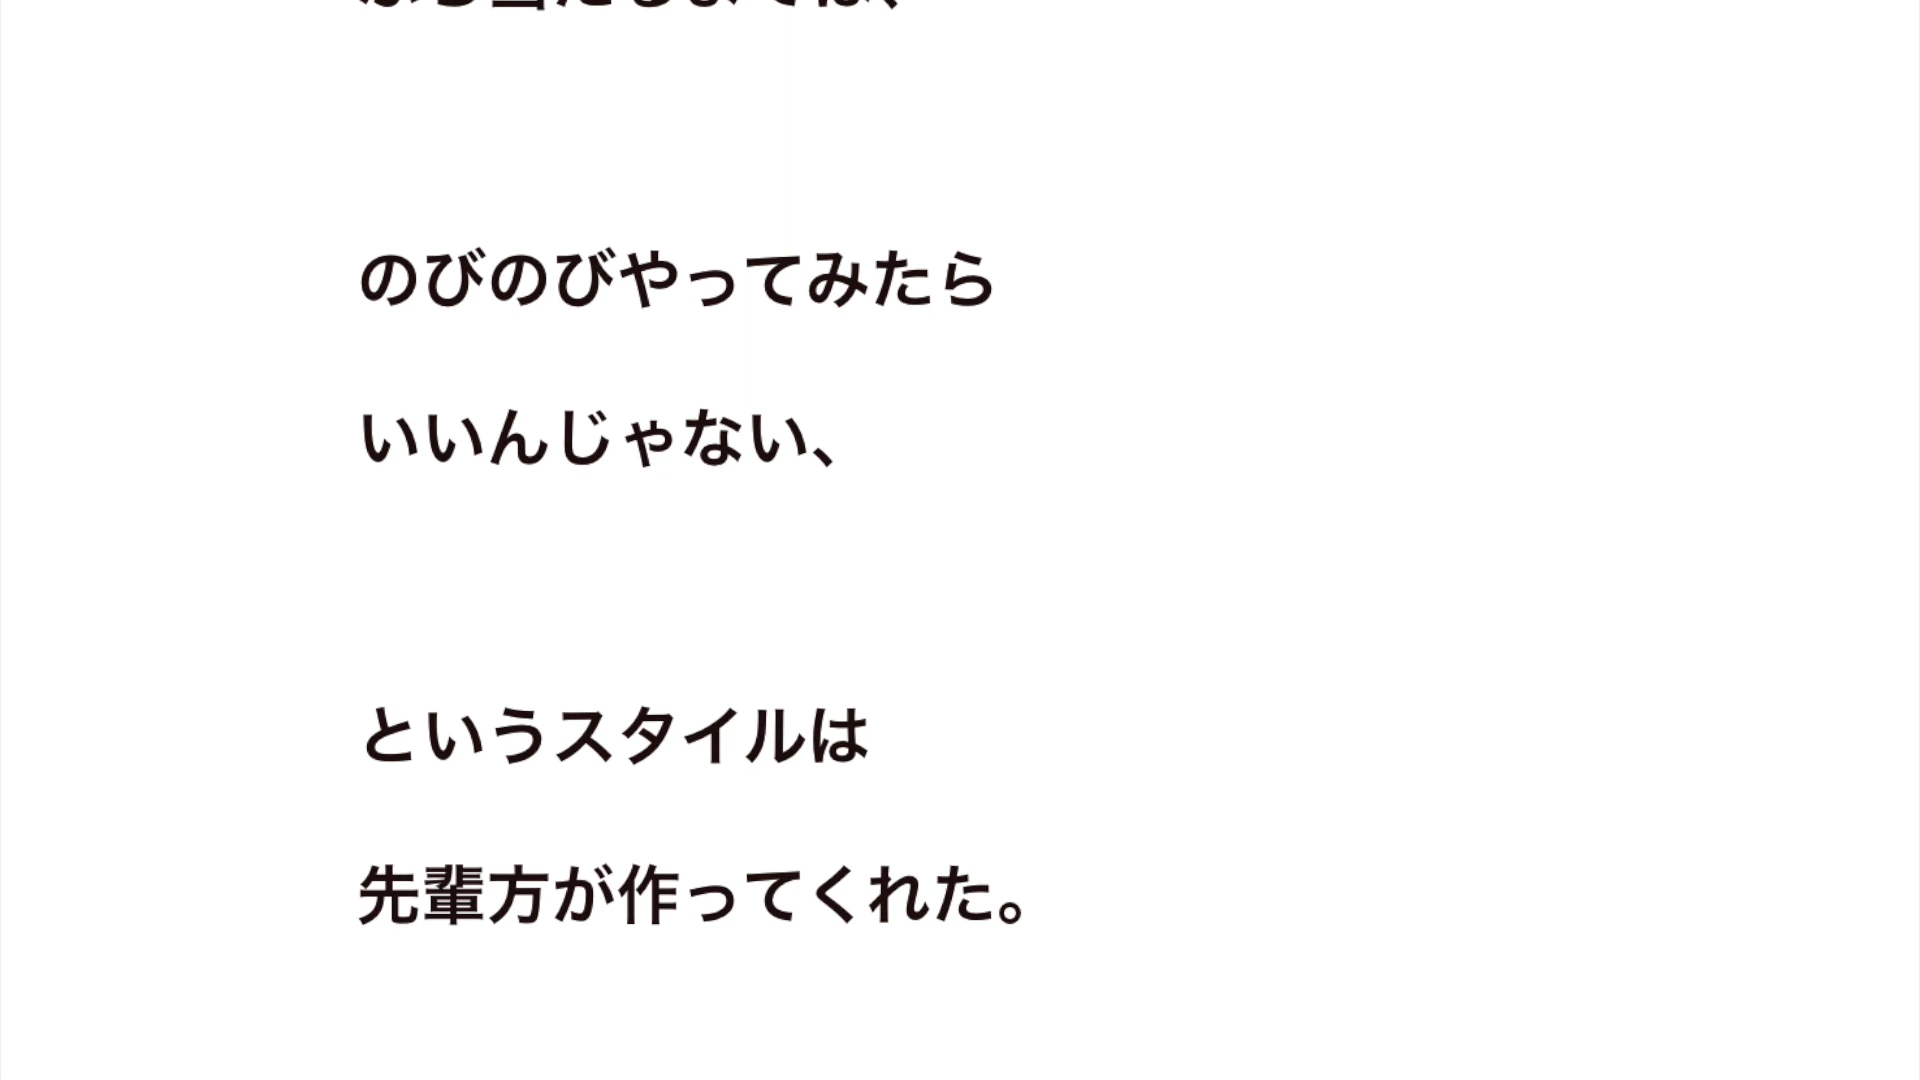 のびのびやってみたら
いいんじゃない、
というスタイルは
先輩方が作ってくれた。